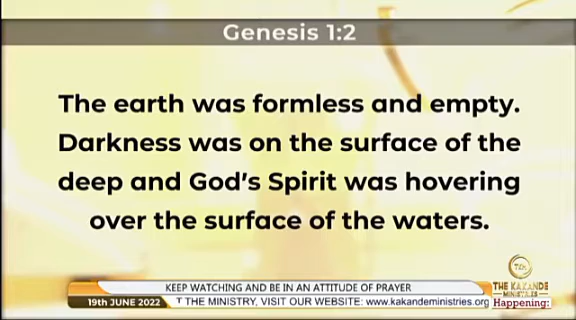 Genesis 1:2
The earth was formless and empty.
Darkness was on the surface of the
deep and God's Spirit was hovering
over the surface of the waters.
KEEP WATCHING AND BE IN AN ATTITUDE OF PRAYER
19th JUNE 2022 T THE MINISTRY, VISIT OUR WEBSITE: www.kakandeministries.org
THE KAKANDE
MINISTRIES
Happening: